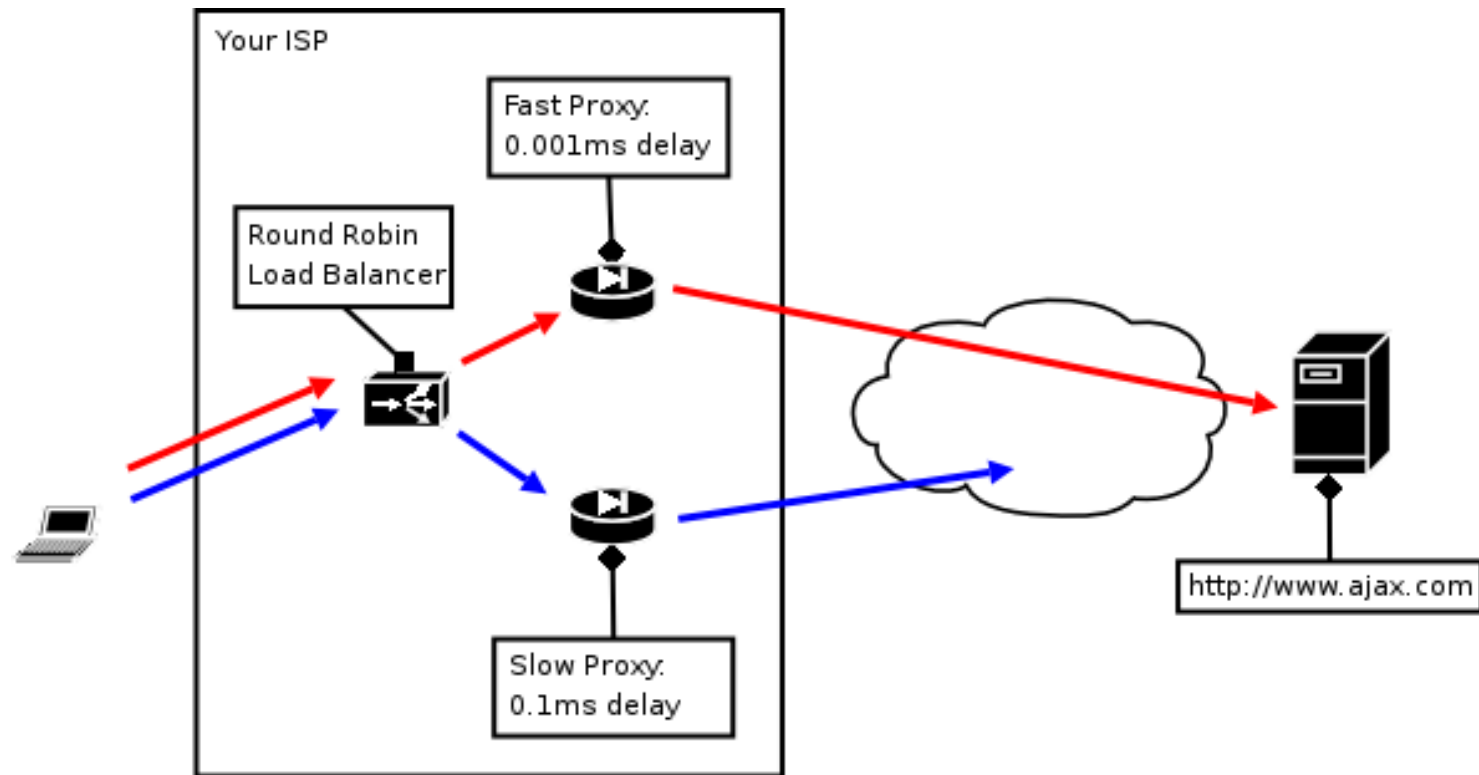 Your ISP
Fast Proxy:
0.001ms delay
Round Robin
Load Balancer
Slow Proxy:
0.1ms delay
http://www.ajax.com